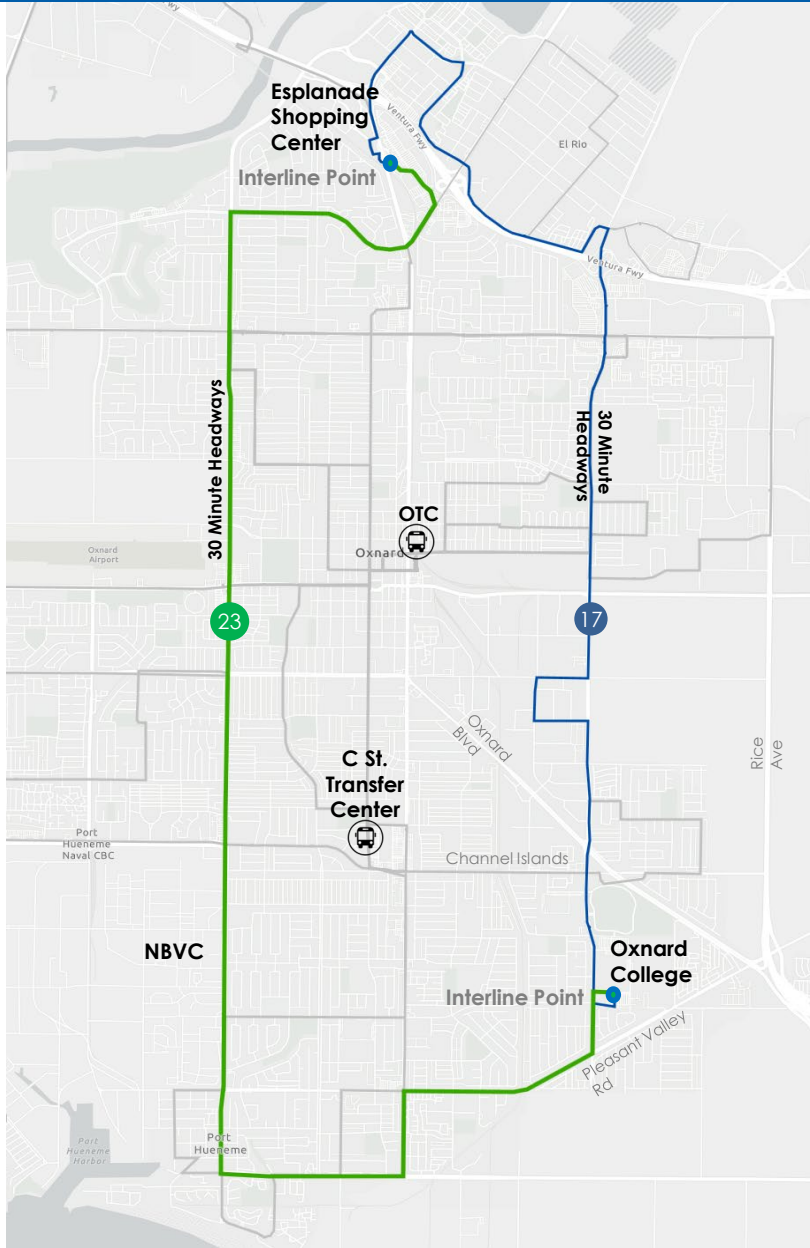 Fwy
Esplanade
Shopping
Center
Ventura Fwy
El Rio
Interline Point
Ventura Fwy
30 Minute Headways
30 Minute
Headways
OTC
Oxnard
Oxnard
Airport
23
17
Oxnard
Blvd
Rice
Ave
C St.
Transfer
Center
Port
Hueneme
Naval CBC
Channel Islands
NBVC
Oxnard
College
Interline Point
Pleasant Valley
Rd
Port
Hueneme
Port
Hueneme
Harbor